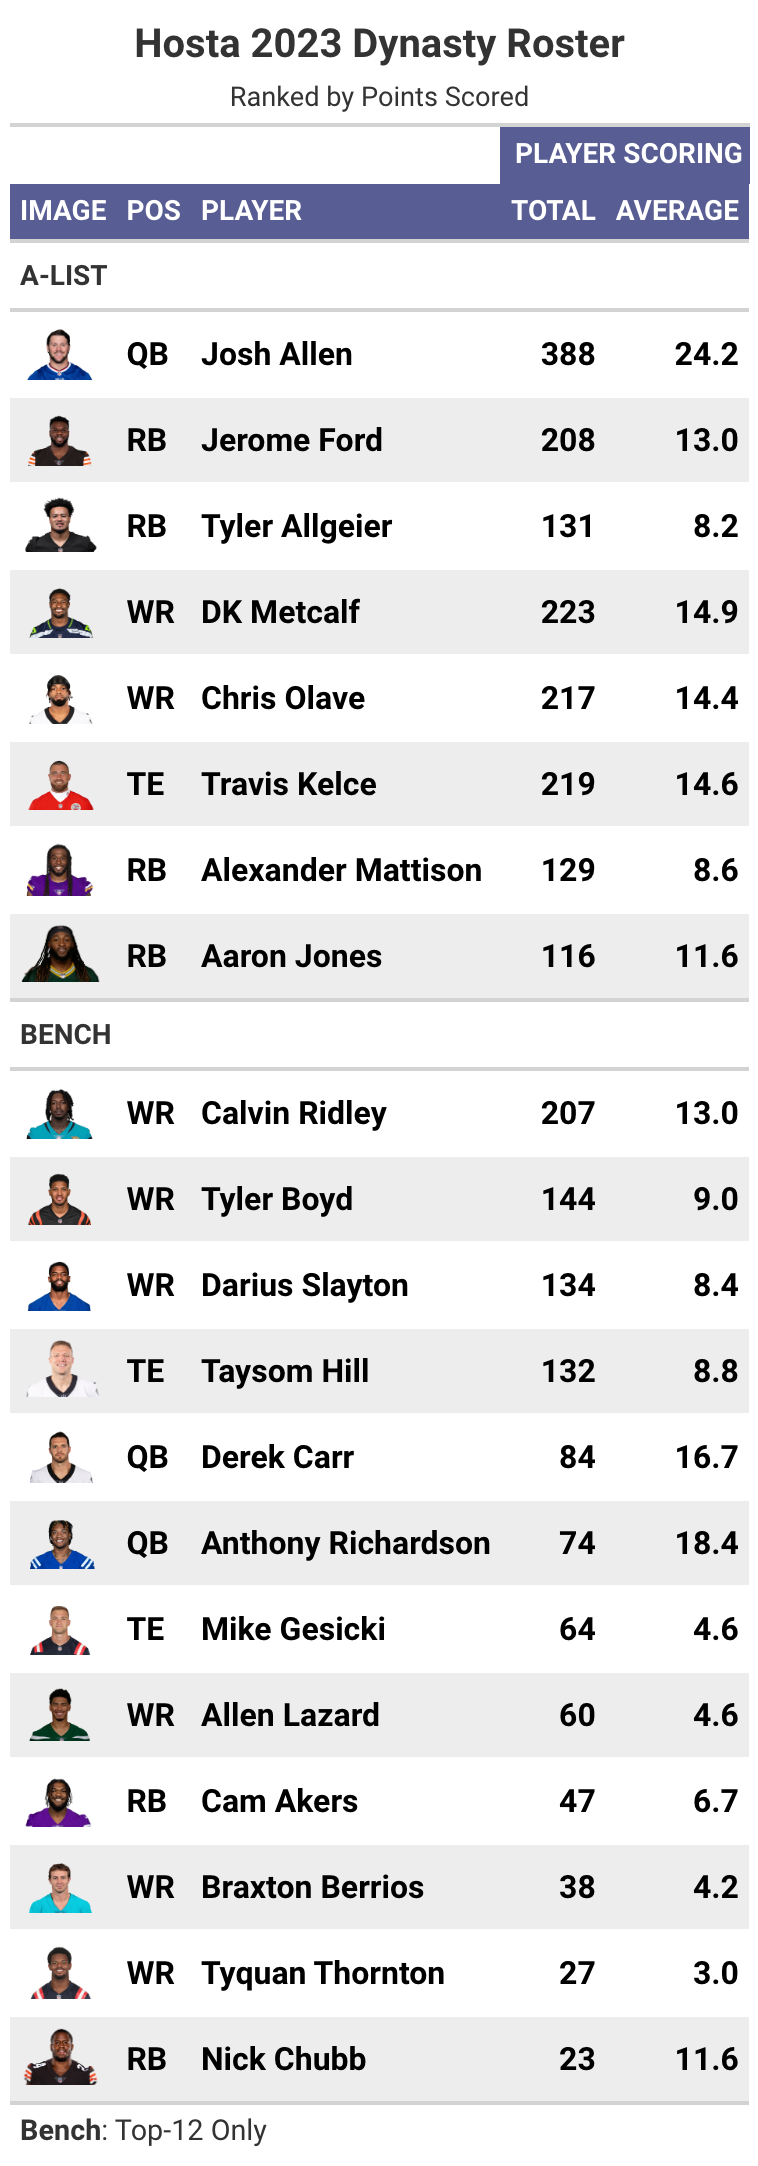 Hosta 2023 Dynasty Roster
Ranked by Points Scored
PLAYER SCORING
IMAGE POS PLAYER TOTAL AVERAGE
A-LIST
QB Josh Allen 388 24.2
RB Jerome Ford 208 13.0
RB Tyler Allgeier 131 8.2
WR DK Metcalf 223 14.9
WR Chris Olave 217 14.4
TE Travis Kelce 219 14.6
RB Alexander Mattison 129 8.6
RB Aaron Jones 116 11.6
BENCH
WR Calvin Ridley 207 13.0
WR Tyler Boyd 144 9.0
WR Darius Slayton 134 8.4
TE Taysom Hill 132 8.8
QB Derek Carr 84 16.7
QB Anthony Richardson 74 18.4
TE Mike Gesicki 64 4.6
WR Allen Lazard 60 4.6
RB Cam Akers 47 6.7
WR Braxton Berrios 38 4.2
WR Tyquan Thornton 27 3.0
RB Nick Chubb 23 11.6
Bench: Top-12 Only